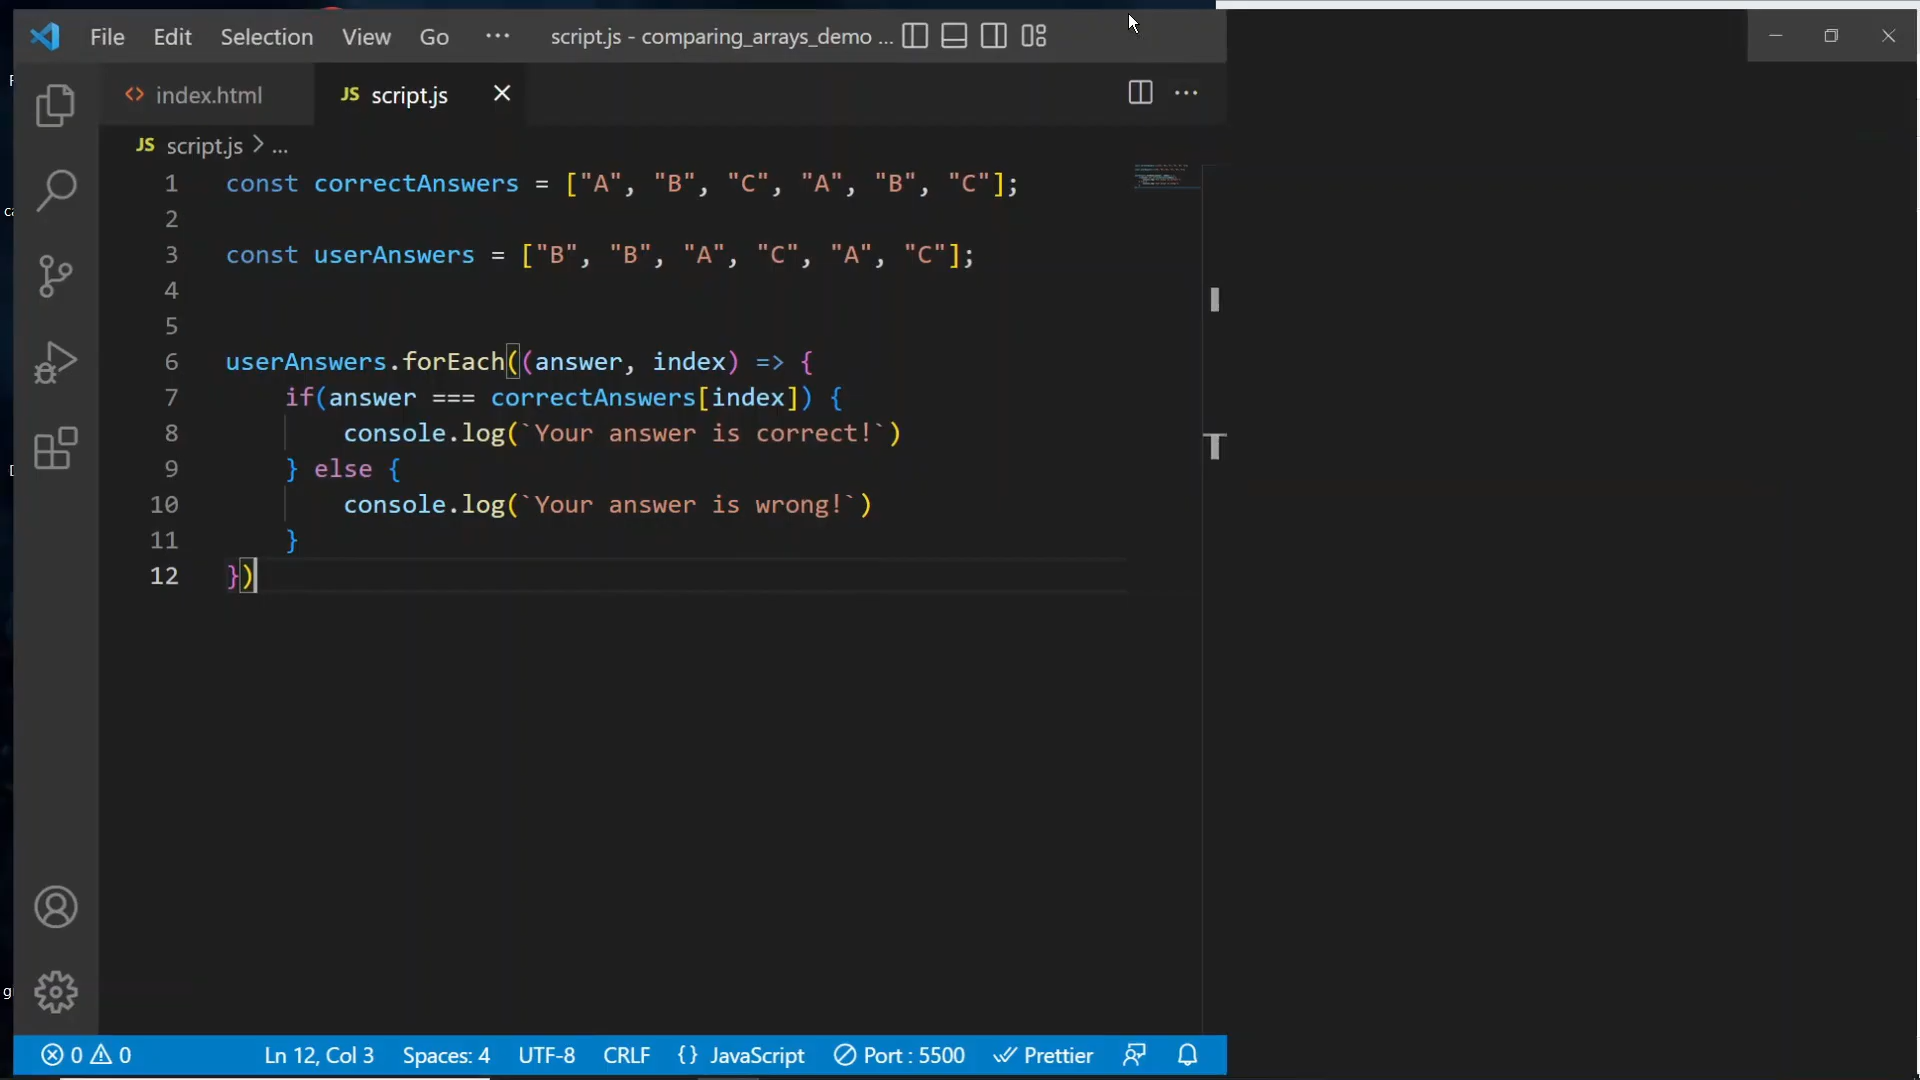 File Edit Selection View Go ··· script.js - comparing_arrays_demo ...
index.html JS script.js
JS script.js > ...
1 const correctAnswers = ["A", "B", "C", "A", "B", "C"];
2
3 const userAnswers = ["B", "B", "A", "C", "A", "C"];
4
5
6 userAnswers.forEach((answer, index) => {
7 if(answer === correctAnswers[index]) {
8 console.log(`Your answer is correct!`)
9 } else {
10 console.log(`Your answer is wrong!`)
11 }
12 })
0 0 Ln 12, Col 3 Spaces: 4 UTF-8 CRLF {} JavaScript Port : 5500 Prettier